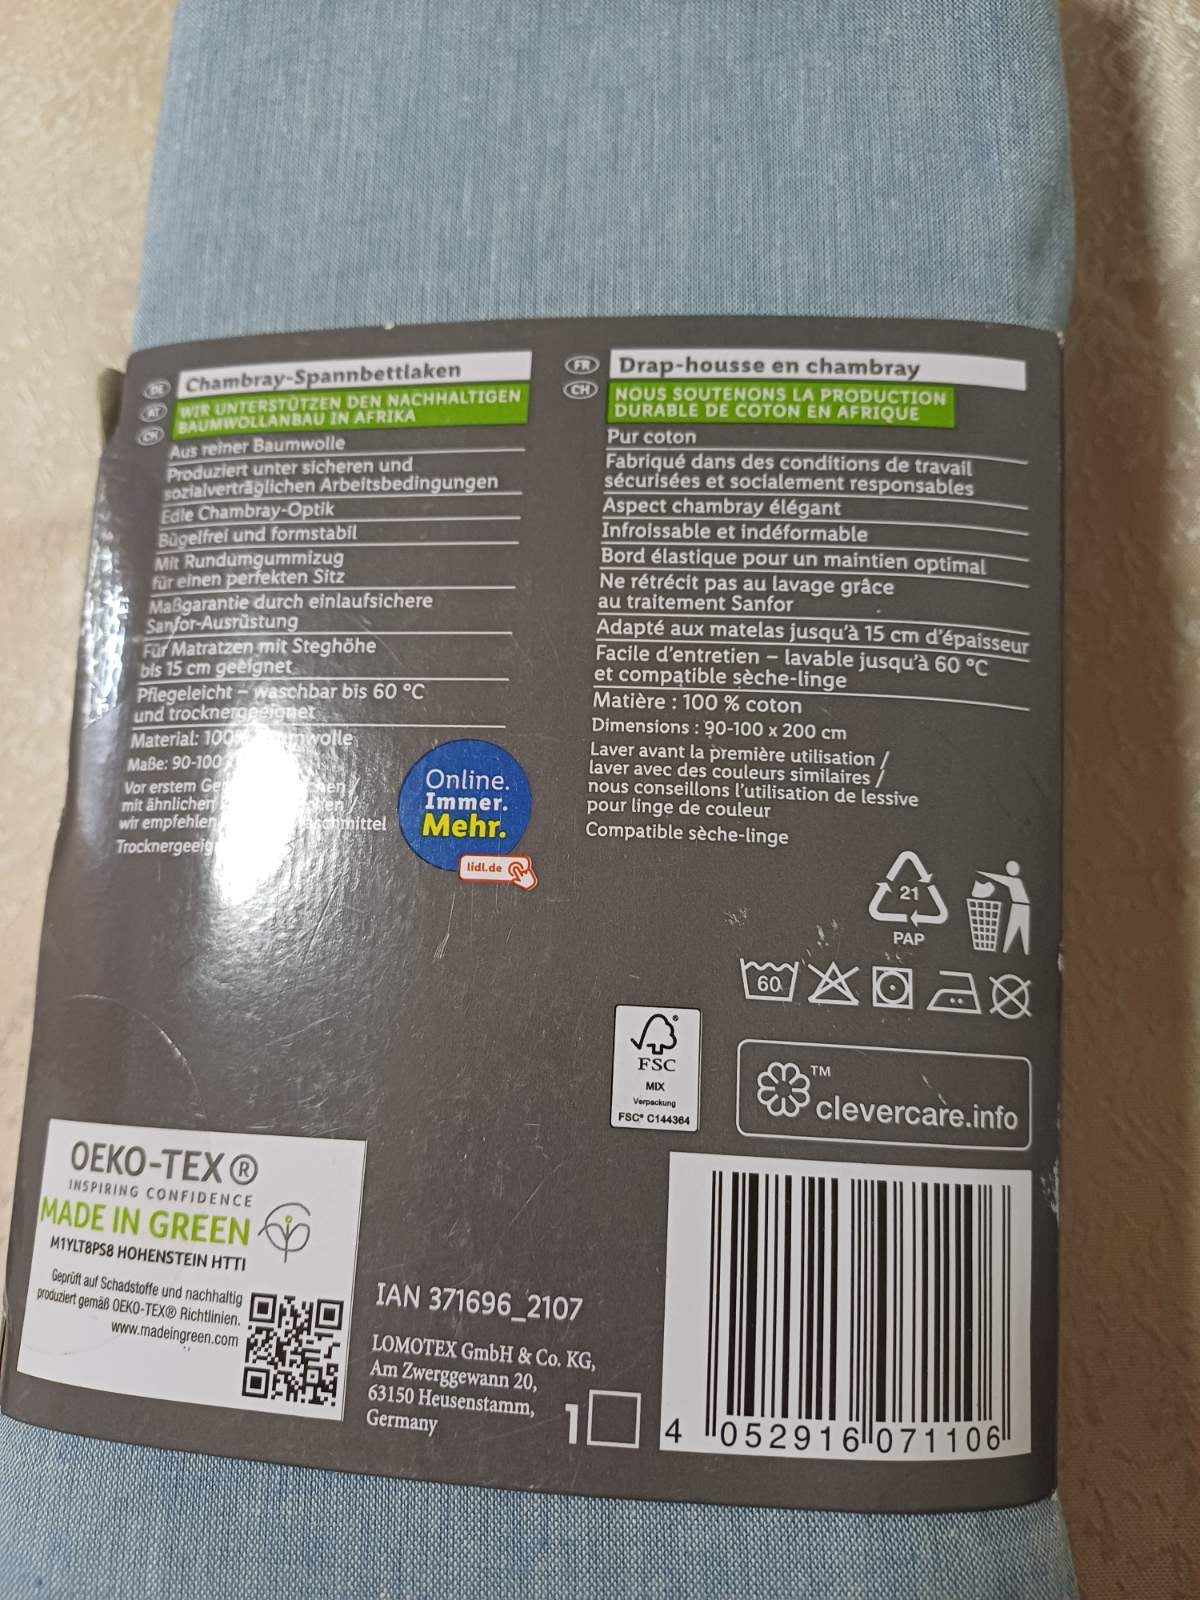 DE
AT
CH
Chambray-Spannbettlaken
WIR UNTERSTÜTZEN DEN NACHHALTIGEN
BAUMWOLLANBAU IN AFRIKA
Aus reiner Baumwolle
Produziert unter sicheren und
sozialverträglichen Arbeitsbedingungen
Edle Chambray-Optik
Bügelfrei und formstabil
Mit Rundumgummizug
für einen perfekten Sitz
Maßgarantie durch einlaufsichere
Sanfor-Ausrüstung
Für Matratzen mit Steghöhe
bis 15 cm geeignet
Pflegeleicht – waschbar bis 60 °C
und trocknergeeignet
Material: 100%
Maße: 90-100
Vor erstem
mit ähnlichen
wir empfehlen
Online.
Immer.
Mehr.
lidl.de
FR
CH
Drap-housse en chambray
NOUS SOUTENONS LA PRODUCTION
DURABLE DE COTON EN AFRIQUE
Pur coton
Fabriqué dans des conditions de travail
sécurisées et socialement responsables
Aspect chambray élégant
Infroissable et indéformable
Bord élastique pour un maintien optimal
Ne rétrécit pas au lavage grâce
au traitement Sanfor
Adapté aux matelas jusqu'à 15 cm d'épaisseur
Facile d'entretien – lavable jusqu'à 60 °C
et compatible sèche-linge
Matière : 100 % coton
Dimensions : 90-100 x 200 cm
Laver avant la première utilisation /
laver avec des couleurs similaires /
nous conseillons l'utilisation de lessive
pour linge de couleur
Compatible sèche-linge
21
PAP
60
FSC
MIX
Verpackung
FSC® C144364
™
clevercare.info
OEKO-TEX®
INSPIRING CONFIDENCE
MADE IN GREEN
M1YLT8PS8 HOHENSTEIN HTTI
Geprüft auf Schadstoffe und nachhaltig
produziert gemäß OEKO-TEX® Richtlinien.
www.madeingreen.com
IAN 371696_2107
LOMOTEX GmbH & Co. KG,
Am Zwerggewann 20,
63150 Heusenstamm,
Germany
1
4 052916 071106